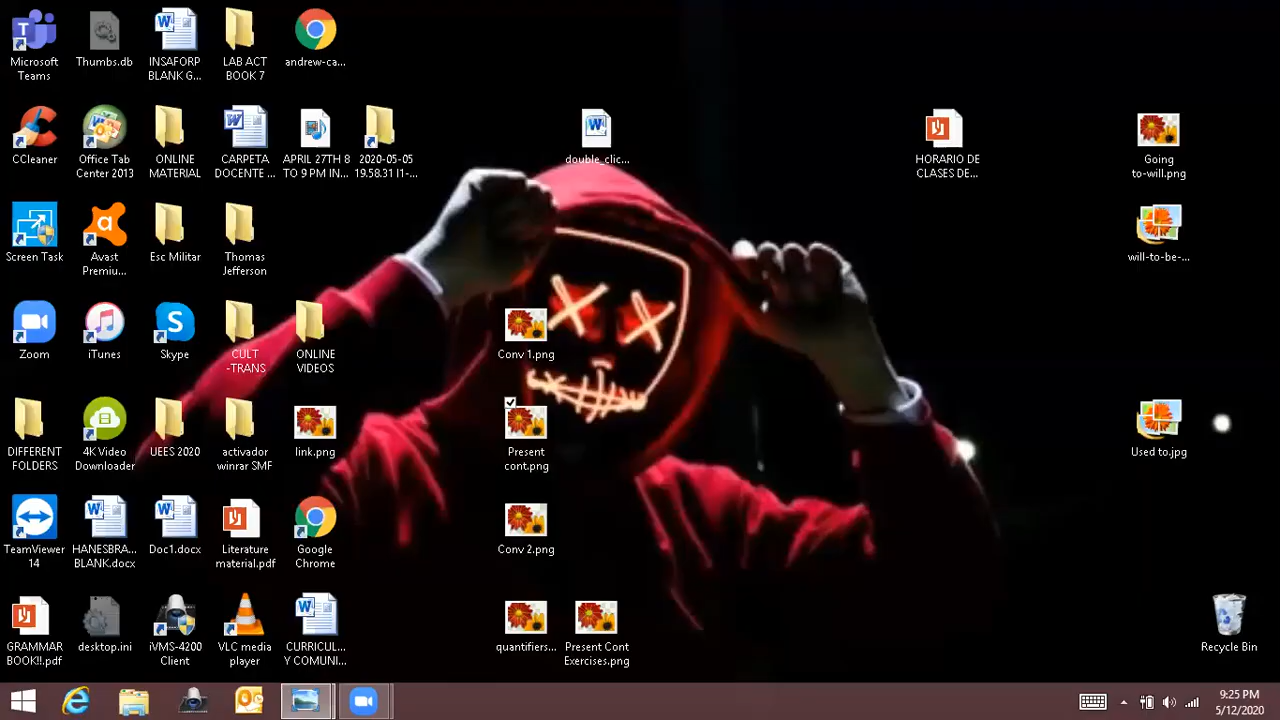 Microsoft
Teams
Thumbs.db
INSAFORP
BLANK G...
LAB ACT
BOOK 7
andrew-ca...
CCleaner
Office Tab
Center 2013
ONLINE
MATERIAL
CARPETA
DOCENTE ...
APRIL 27TH 8
TO 9 PM IN...
2020-05-05
19.58.31 I1-...
double_clic...
HORARIO DE
CLASES DE...
Going
to-will.png
Screen Task
Avast
Premiu...
Esc Militar
Thomas
Jefferson
will-to-be-...
Zoom
iTunes
Skype
CULT
-TRANS
ONLINE
VIDEOS
Conv 1.png
DIFFERENT
FOLDERS
4K Video
Downloader
UEES 2020
activador
winrar SMF
link.png
Present
cont.png
Used to.jpg
TeamViewer
14
HANESBRA...
BLANK.docx
Doc1.docx
Literature
material.pdf
Google
Chrome
Conv 2.png
GRAMMAR
BOOK!!.pdf
desktop.ini
iVMS-4200
Client
VLC media
player
CURRICUL...
Y COMUNI...
quantifiers...
Present Cont
Exercises.png
Recycle Bin
9:25 PM
5/12/2020